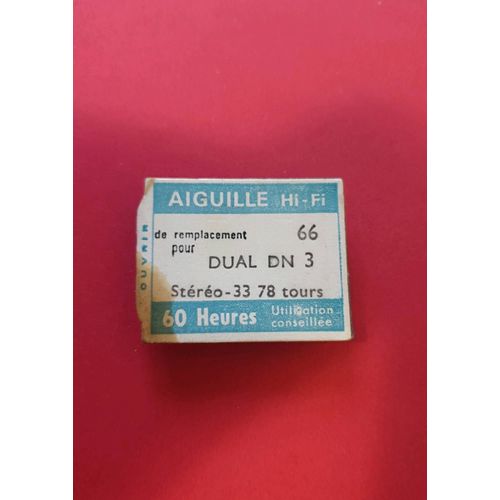 AIGUILLE Hi-Fi
OUVRIR
de remplacement 66
pour
DUAL DN 3
Stéréo-33 78 tours
60 Heures Utilisation
conseillée